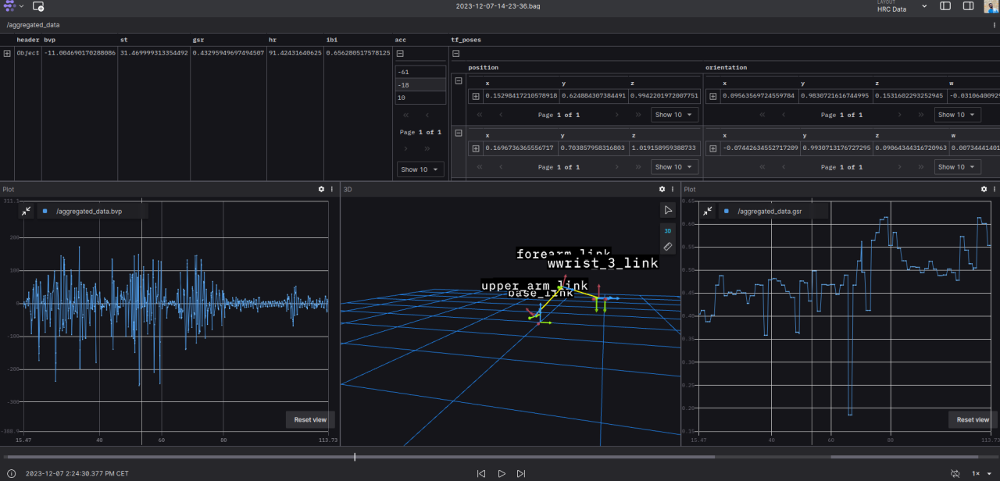 2023-12-07-14-23-36.bag
LAYOUT
HRC Data
/aggregated_data
header bvp st gsr hr ibi acc tf_poses
Object -11.004690170288086 31.469999313354492 0.43295949697494507 91.42431640625 0.656280517578125
position orientation
-61
-18
10
x y z x y z w
0.15298417210578918 0.624884307384491 0.9942201972007751 0.09563569724559784 0.9830721616744995 0.1531602293252945 -0.0310640092
Page 1 of 1 Show 10 Page 1 of 1 Show 10
Page 1 of 1
Show 10
x y z x y z w
0.1696736365556717 0.703857958316803 1.019158959388733 -0.07442634552717209 0.9930713176727295 0.09064344316720963 0.00734441401
Page 1 of 1 Show 10 Page 1 of 1 Show 10
Plot
311.1
/aggregated_data.bvp
200
100
0
-100
-200
-300
-388.9
Reset view
15.47 40 60 80 113.73
3D
3D
forearm_link
wwrist_3_link
upper_arm_link
base_link
Plot
0.65
/aggregated_data.gsr
0.60
0.55
0.50
0.45
0.40
0.35
0.30
0.25
0.20
0.15
Reset view
15.47 40 60 80 113.73
2023-12-07 2:24:30.377 PM CET
1×